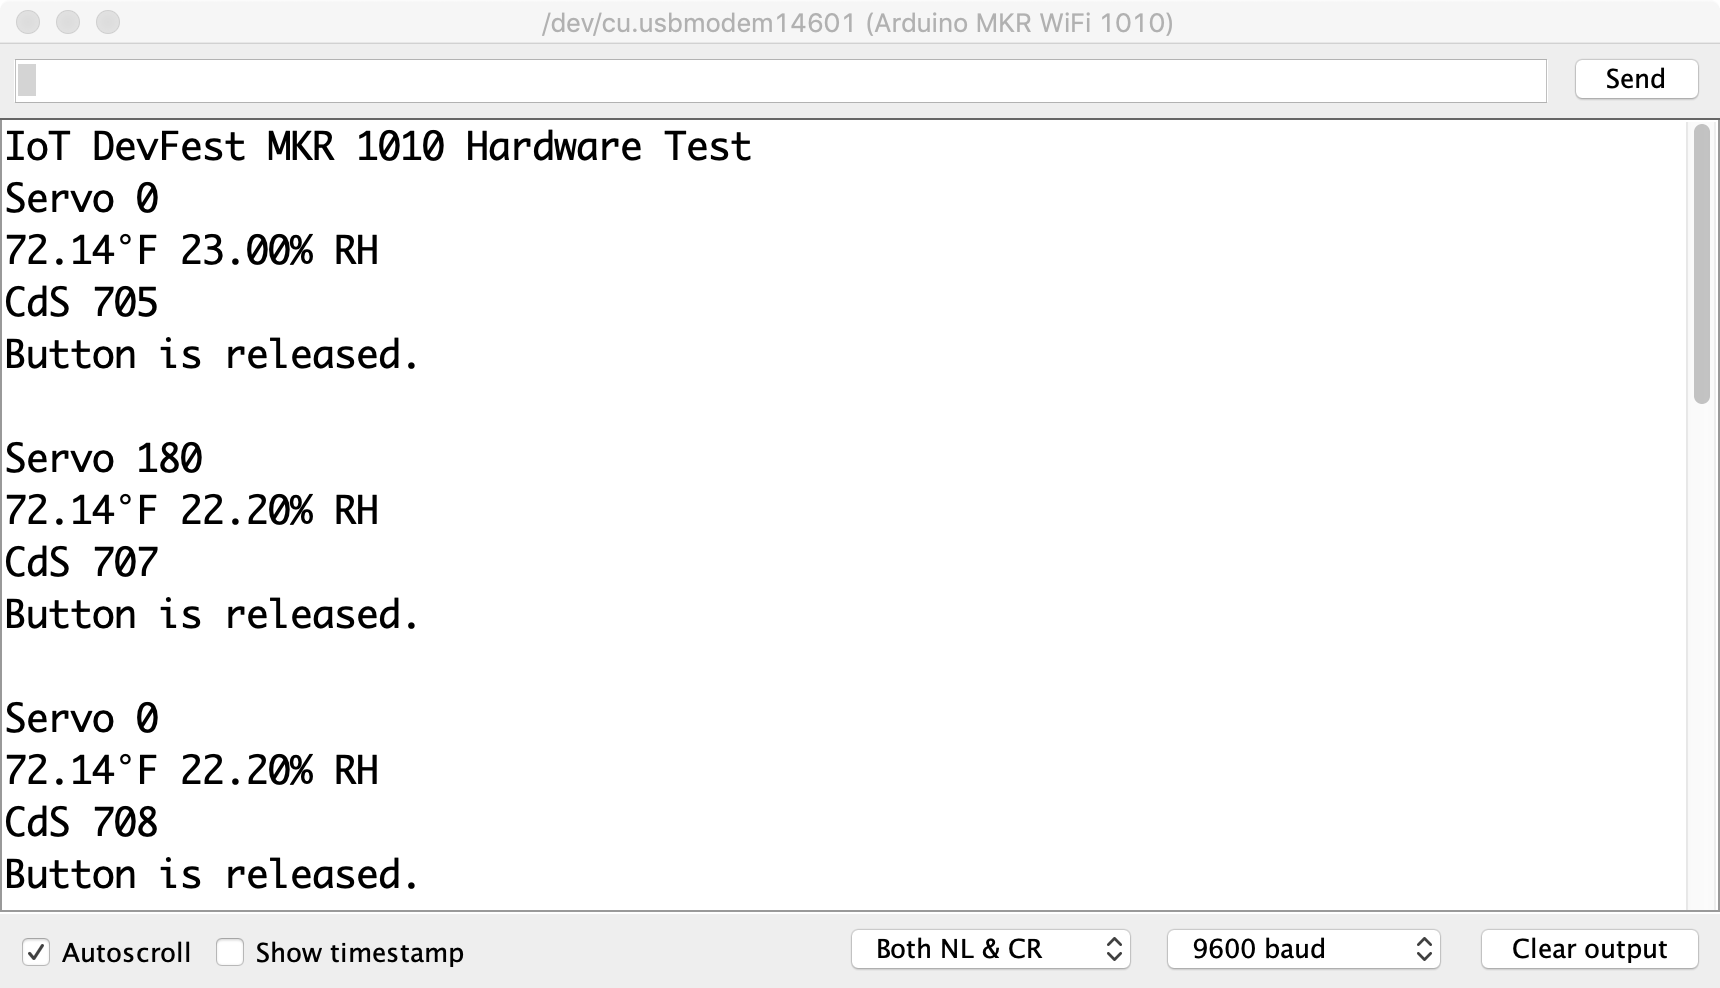 /dev/cu.usbmodem14601 (Arduino MKR WiFi 1010)
Send
IoT DevFest MKR 1010 Hardware Test
Servo 0
72.14°F 23.00% RH
CdS 705
Button is released.
Servo 180
72.14°F 22.20% RH
CdS 707
Button is released.
Servo 0
72.14°F 22.20% RH
CdS 708
Button is released.
Autoscroll Show timestamp Both NL & CR 9600 baud Clear output